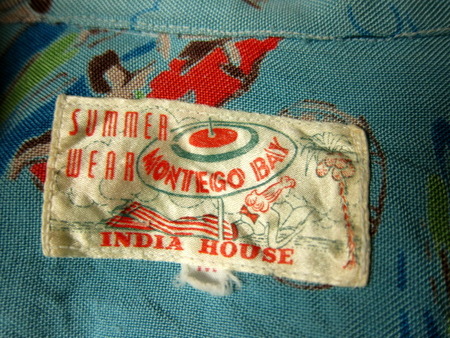 SUMMER
WEAR
MONTEGO BAY
INDIA HOUSE